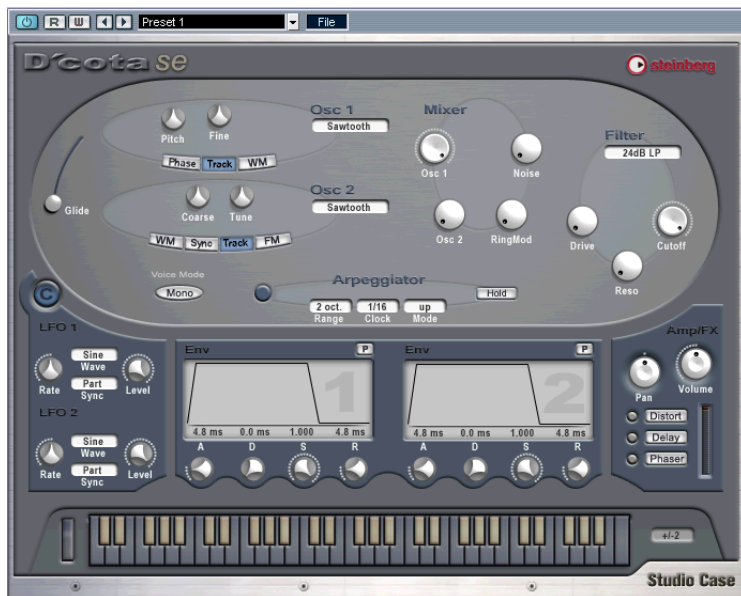 R W Preset 1 File
D'cota se
steinberg
Osc 1
Sawtooth
Pitch
Fine
Phase Track WM
Mixer
Osc 1
Noise
Osc 2
RingMod
Filter
24dB LP
Drive
Cutoff
Reso
Glide
Osc 2
Sawtooth
Coarse
Tune
WM Sync Track FM
Voice Mode
Mono
Arpeggiator
Hold
2 oct. 1/16 up
Range Clock Mode
C
LFO 1
Sine
Wave
Rate
Part
Sync
Level
LFO 2
Sine
Wave
Rate
Part
Sync
Level
Env P
1
4.8 ms 0.0 ms 1.000 4.8 ms
A D S R
Env P
2
4.8 ms 0.0 ms 1.000 4.8 ms
A D S R
Amp/FX
Pan
Volume
Distort
Delay
Phaser
+/-2
Studio Case